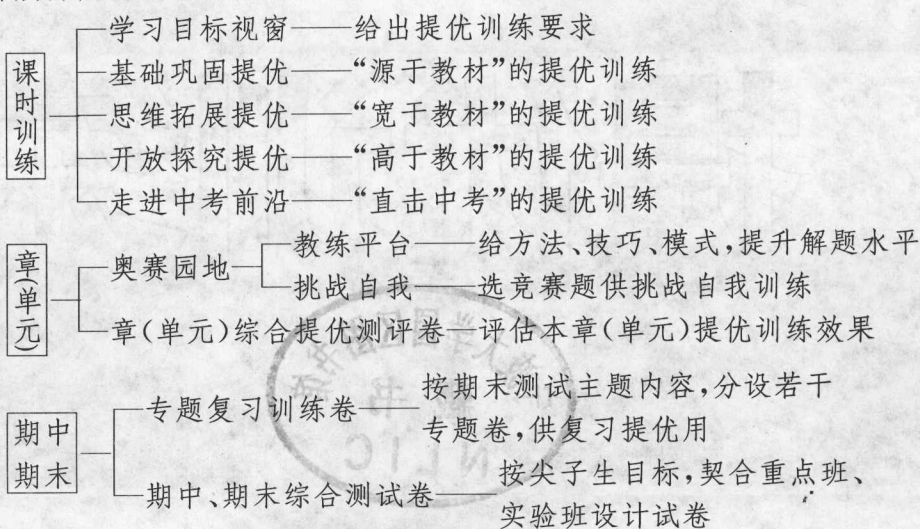 课时训练
学习目标视窗——给出提优训练要求
基础巩固提优——“源于教材”的提优训练
思维拓展提优——“宽于教材”的提优训练
开放探究提优——“高于教材”的提优训练
走进中考前沿——“直击中考”的提优训练
章(单元)
奥赛园地
教练平台——给方法、技巧、模式,提升解题水平
挑战自我——选竞赛题供挑战自我训练
章(单元)综合提优测评卷—评估本章(单元)提优训练效果
期中
期末
专题复习训练卷——按期末测试主题内容,分设若干
专题卷,供复习提优用
期中、期末综合测试卷——按尖子生目标,契合重点班、
实验班设计试卷